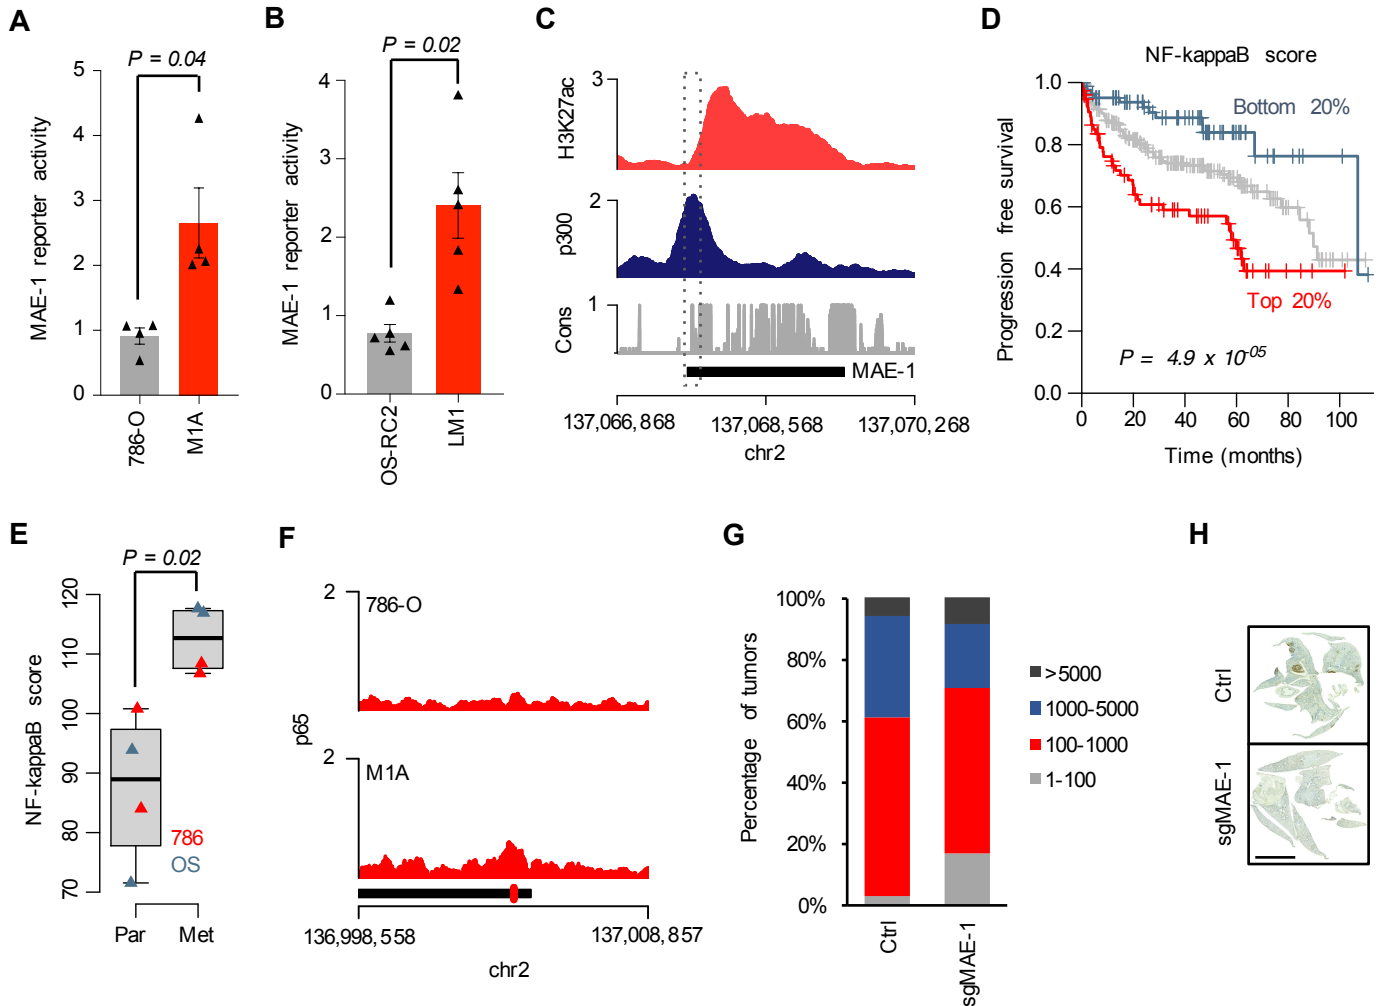 A
P = 0.04
MAE-1 reporter activity
5
4
3
2
1
0
786-O
M1A
B
P = 0.02
MAE-1 reporter activity
4
3
2
1
0
OS-RC2
LM1
C
3
H3K27ac
2
p300
1
Cons
MAE-1
137,066,868
137,068,568
137,070,268
chr2
D
NF-kappaB score
Progression free survival
1.0
0.8
0.6
0.4
0.2
0.0
Bottom 20%
Top 20%
P = 4.9 x 10-05
0
20
40
60
80
100
Time (months)
E
P = 0.02
NF-kappaB score
120
110
100
90
80
70
786
OS
Par
Met
F
2
786-O
p65
2
M1A
136,998,558
137,008,857
chr2
G
Percentage of tumors
100%
80%
60%
40%
20%
0%
Ctrl
sgMAE-1
>5000
1000-5000
100-1000
1-100
H
Ctrl
sgMAE-1